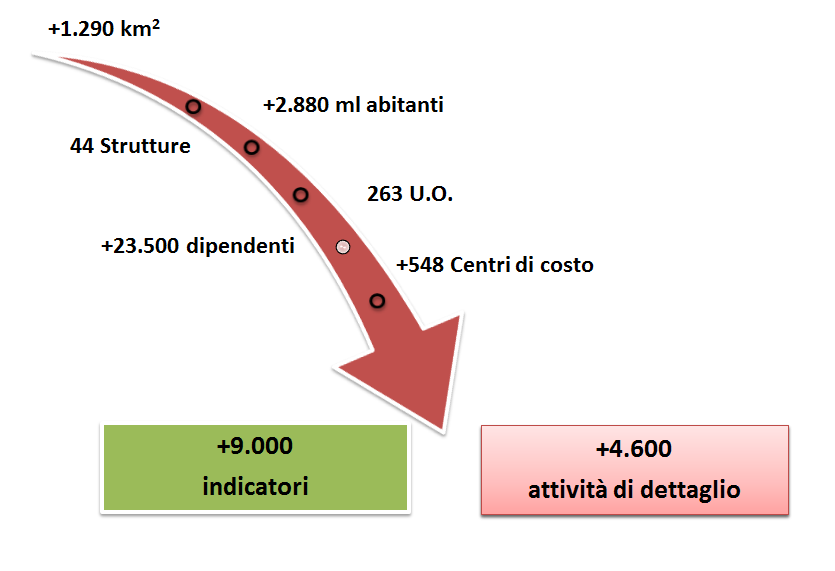 +1.290 km²
+2.880 ml abitanti
44 Strutture
263 U.O.
+23.500 dipendenti
+548 Centri di costo
+9.000
indicatori
+4.600
attività di dettaglio